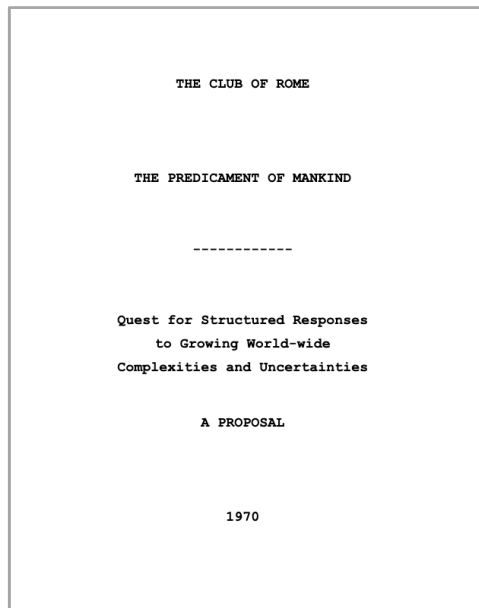 THE CLUB OF ROME
THE PREDICAMENT OF MANKIND
------------
Quest for Structured Responses
to Growing World-wide
Complexities and Uncertainties
A PROPOSAL
1970